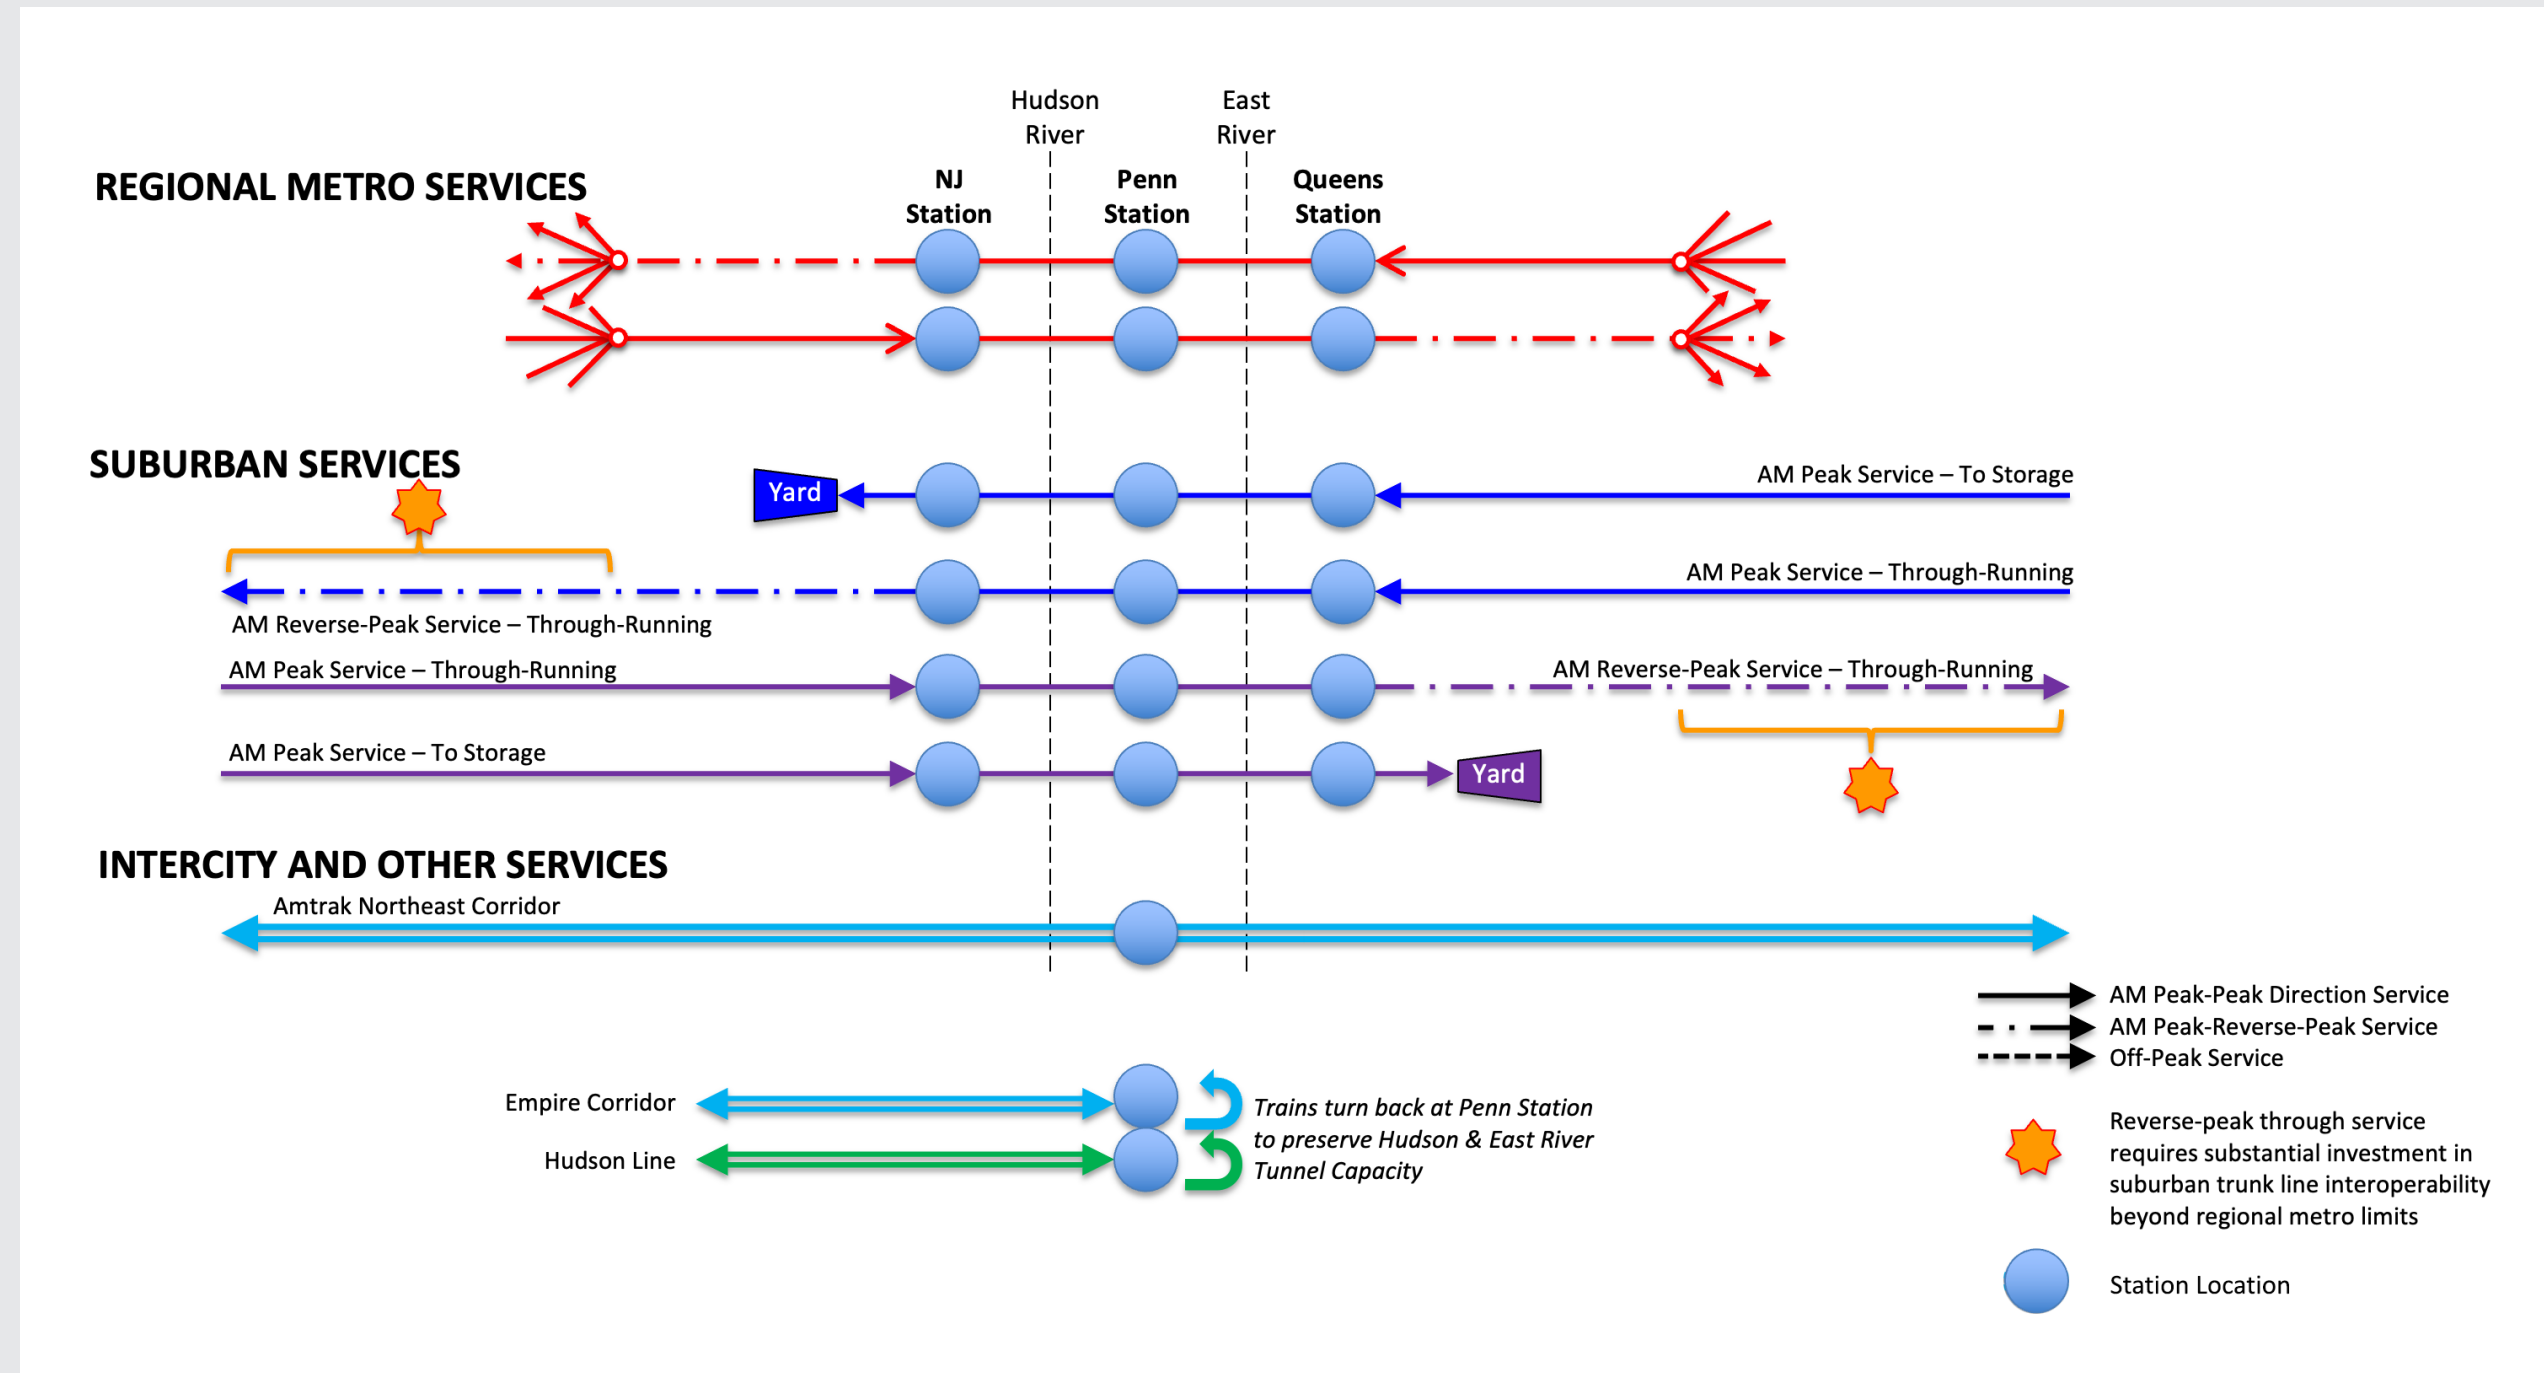 Hudson
River
East
River
REGIONAL METRO SERVICES
NJ
Station
Penn
Station
Queens
Station
SUBURBAN SERVICES
Yard
AM Peak Service – To Storage
AM Peak Service – Through-Running
AM Reverse-Peak Service – Through-Running
AM Peak Service – Through-Running
AM Reverse-Peak Service – Through-Running
AM Peak Service – To Storage
Yard
INTERCITY AND OTHER SERVICES
Amtrak Northeast Corridor
Empire Corridor
Hudson Line
Trains turn back at Penn Station
to preserve Hudson & East River
Tunnel Capacity
AM Peak-Peak Direction Service
AM Peak-Reverse-Peak Service
Off-Peak Service
Reverse-peak through service
requires substantial investment in
suburban trunk line interoperability
beyond regional metro limits
Station Location